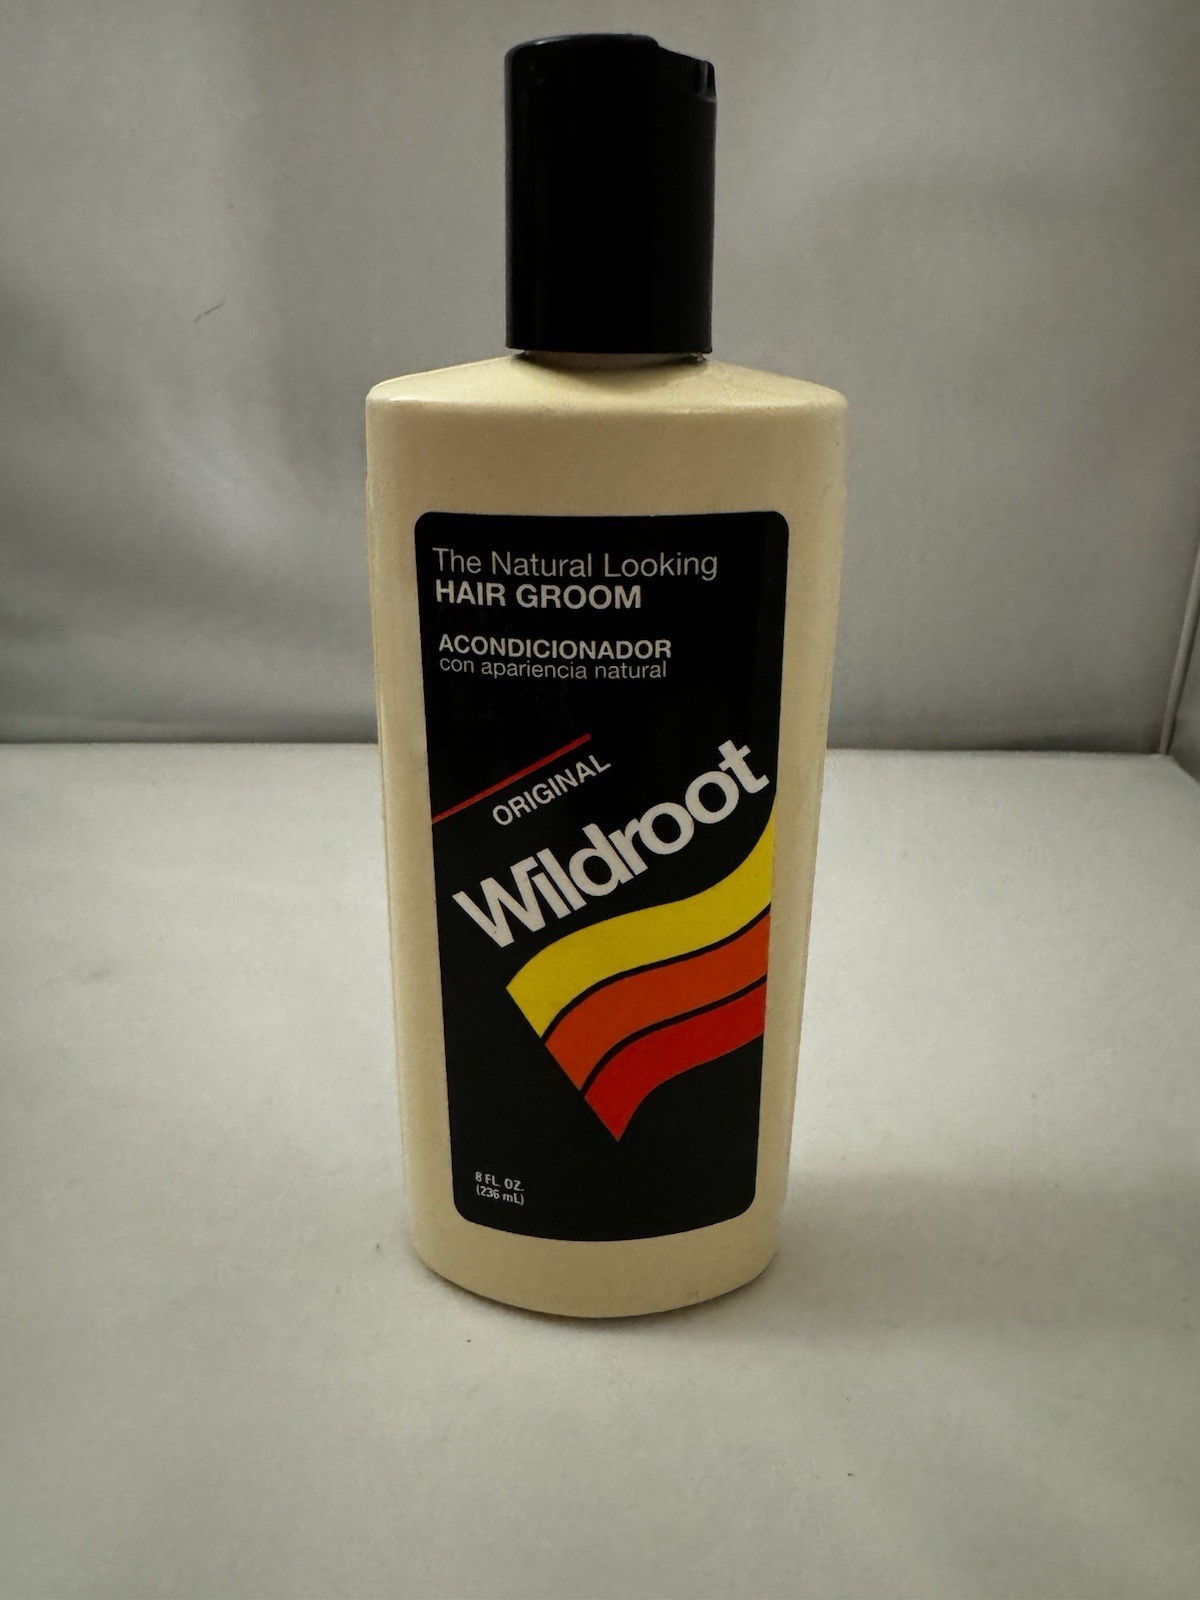 The Natural Looking
HAIR GROOM
ACONDICIONADOR
con apariencia natural
ORIGINAL
Wildroot
8 FL. OZ.
(236 mL)